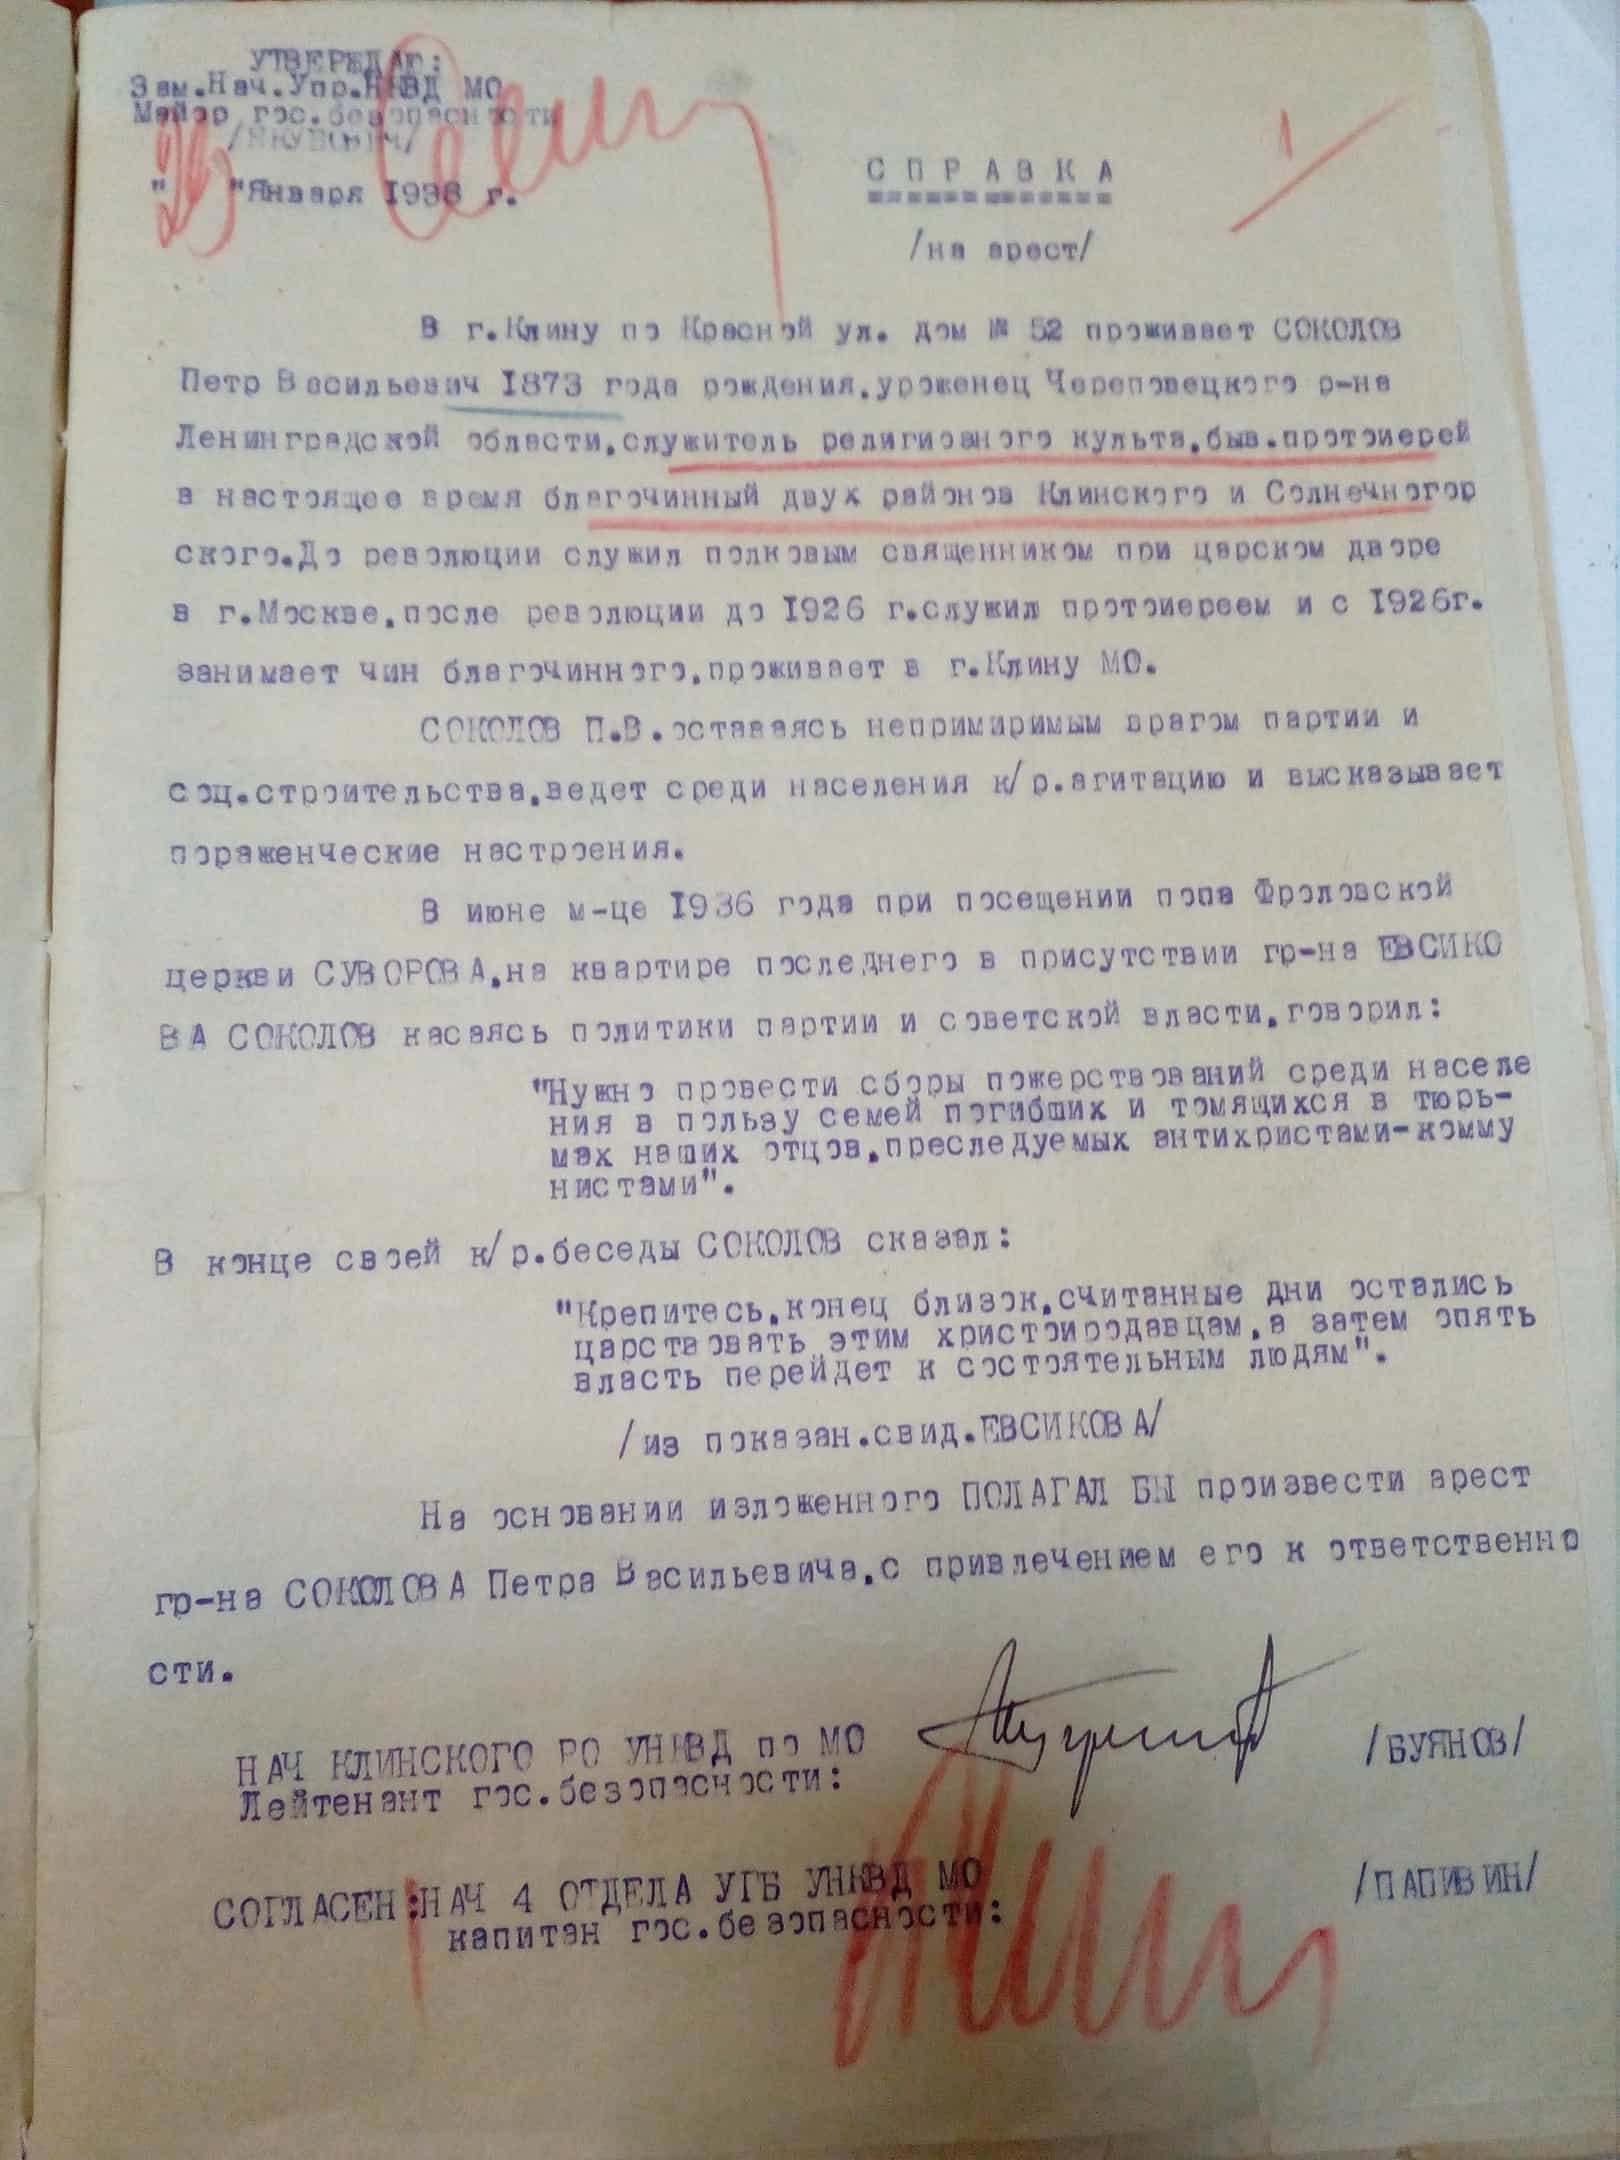 УТВЕРЖДАЮ:
Зам.Нач.Упр.НКВД МО
Майор гос.безопасности
/ЯКУБОВИЧ/
" "Января 1938 г.
1
СПРАВКА
/на арест/
В г.Клину по Красной ул. дом № 52 проживает СОКОЛОВ
Петр Васильевич 1873 года рождения,уроженец Череповецкого р-на
Ленинградской области,служитель религиозного культа,быв.протоиерей
в настоящее время благочинный двух районов Клинского и Солнечногор
ского.До революции служил полковым священником при царском дворе
в г.Москве,после революции до 1926 г.служил протоиереем и с 1926г.
занимает чин благочинного,проживает в г.Клину МО.
СОКОЛОВ П.В.оставаясь непримиримым врагом партии и
соц.строительства,ведет среди населения к/р.агитацию и высказывает
пораженческие настроения.
В июне м-це 1936 года при посещении попа Фроловской
церкви СУВОРОВА,на квартире последнего в присутствии гр-на ЕВСИКО
ВА СОКОЛОВ касаясь политики партии и советской власти,говорил:
"Нужно провести сборы пожерствований среди населе
ния в пользу семей погибших и томящихся в тюрь-
мах наших отцов,преследуемых антихристами-комму
нистами".
В конце своей к/р.беседы СОКОЛОВ сказал:
"Крепитесь,конец близок,считанные дни остались
царствовать этим христоиродавцам,а затем опять
власть перейдет к состоятельным людям".
/из показан.свид.ЕВСИКОВА/
На основании изложенного ПОЛАГАЛ БЫ произвести арест
гр-на СОКОЛОВА Петра Васильевича,с привлечением его к ответственно
сти.
НАЧ КЛИНСКОГО РО УНКВД по МО /БУЯНОВ/
Лейтенант гос.безопасности:
СОГЛАСЕН:НАЧ 4 ОТДЕЛА УГБ УНКВД МО /ПАПИВИН/
капитан гос.безопасности: